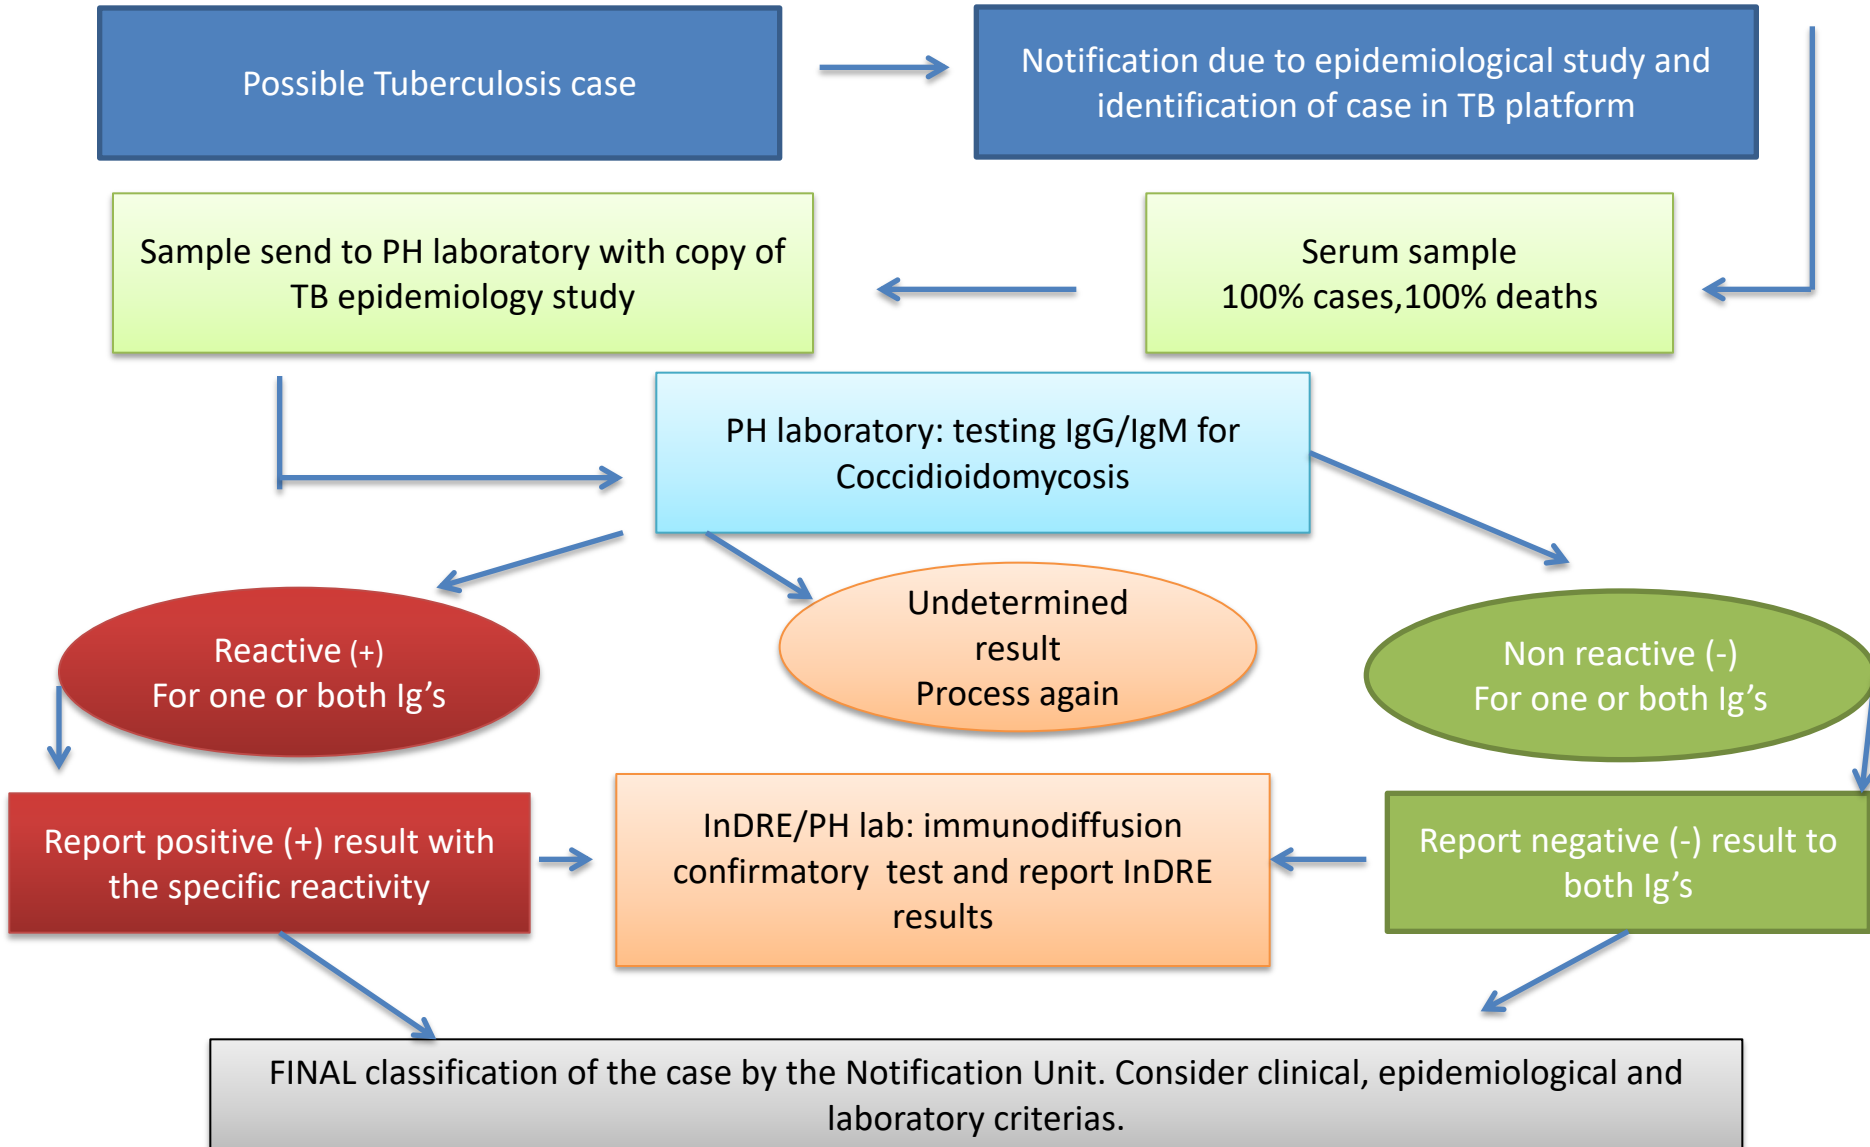 Possible Tuberculosis case
Notification due to epidemiological study and
identification of case in TB platform
Sample send to PH laboratory with copy of
TB epidemiology study
Serum sample
100% cases,100% deaths
PH laboratory: testing IgG/IgM for
Coccidioidomycosis
Reactive (+)
For one or both Ig’s
Undetermined
result
Process again
Non reactive (-)
For one or both Ig’s
Report positive (+) result with
the specific reactivity
InDRE/PH lab: immunodiffusion
confirmatory  test and report InDRE
results
Report negative (-) result to
both Ig’s
FINAL classification of the case by the Notification Unit. Consider clinical, epidemiological and
laboratory criterias.